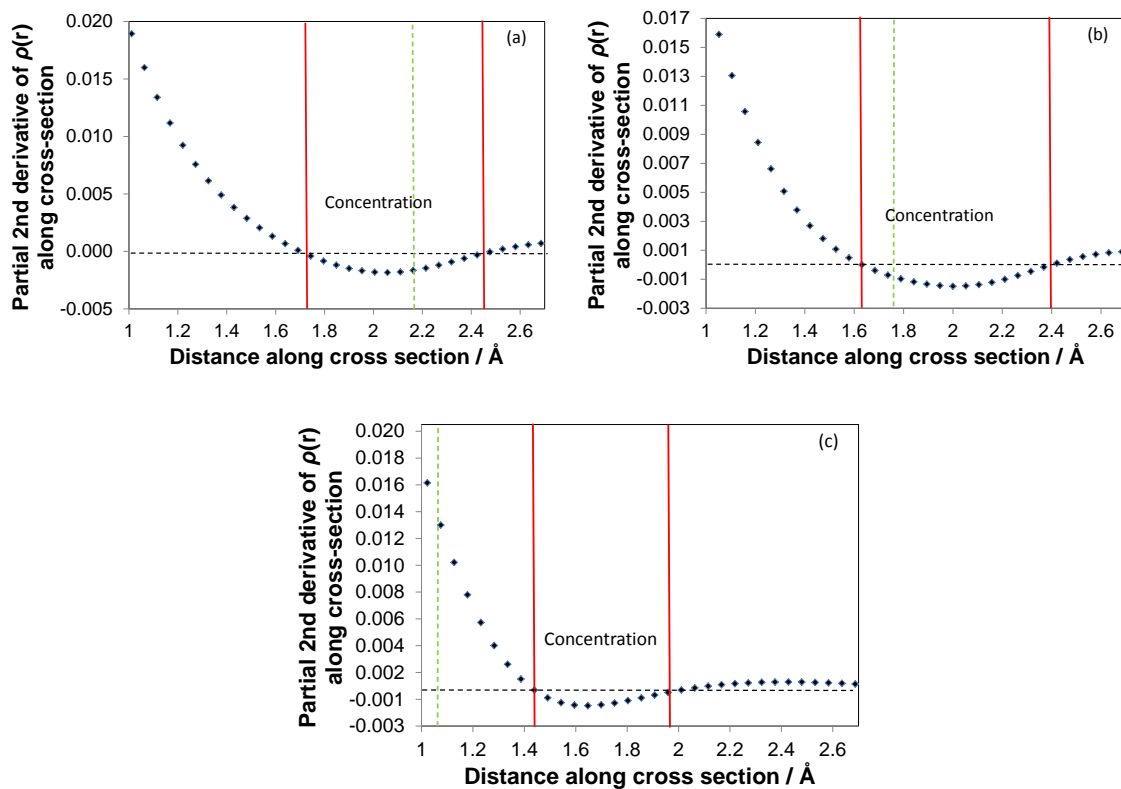 (a)
Partial 2nd derivative of ρ(r)
along cross-section
0.020
0.015
0.010
0.005
0.000
-0.005
Concentration
1 1.2 1.4 1.6 1.8 2 2.2 2.4 2.6
Distance along cross section / Å
(b)
Partial 2nd derivative of ρ(r)
along cross-section
0.017
0.015
0.013
0.011
0.009
0.007
0.005
0.003
0.001
-0.001
-0.003
Concentration
1 1.2 1.4 1.6 1.8 2 2.2 2.4 2.6
Distance along cross section / Å
(c)
Partial 2nd derivative of ρ(r)
along cross-section
0.020
0.018
0.016
0.014
0.012
0.010
0.008
0.006
0.004
0.002
-0.001
-0.003
Concentration
1 1.2 1.4 1.6 1.8 2 2.2 2.4 2.6
Distance along cross section / Å